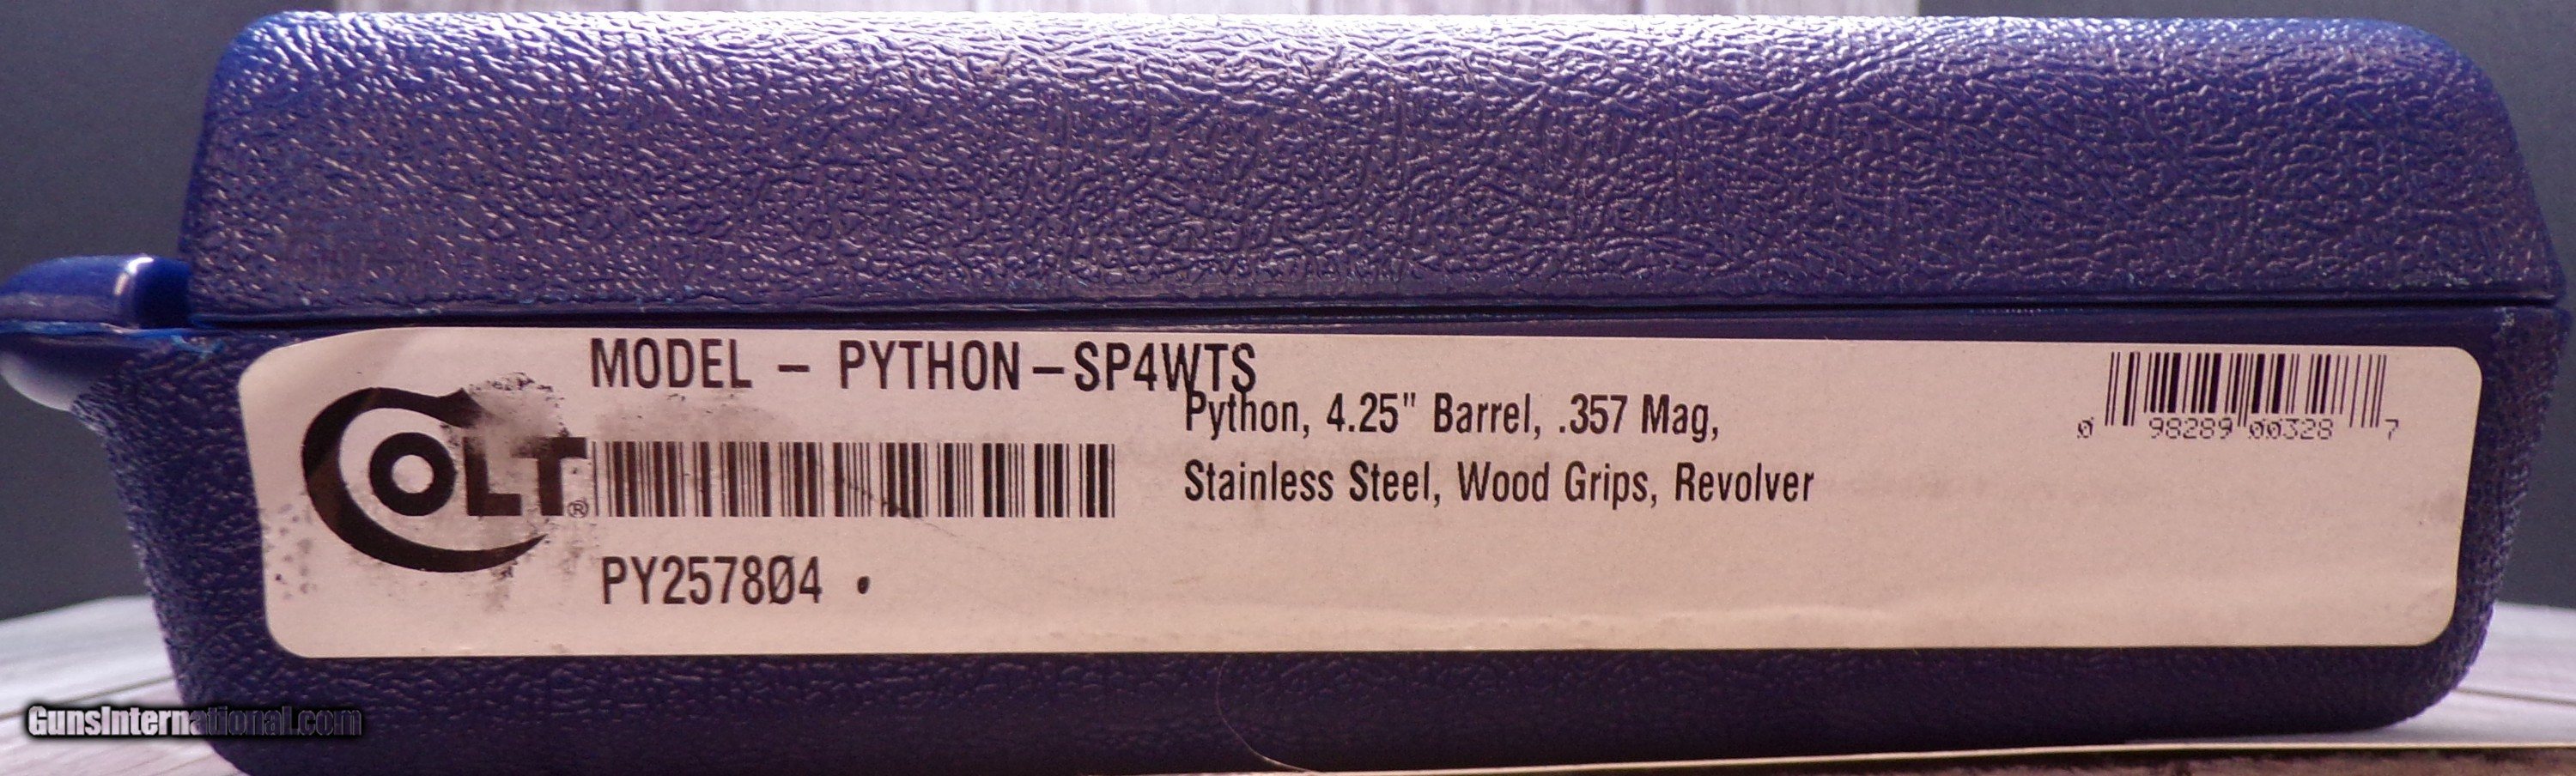 MODEL - PYTHON-SP4WTS
COLT®
Python, 4.25" Barrel, .357 Mag,
Stainless Steel, Wood Grips, Revolver
PY257804
0 98289 00328 7
GunsInternational.com